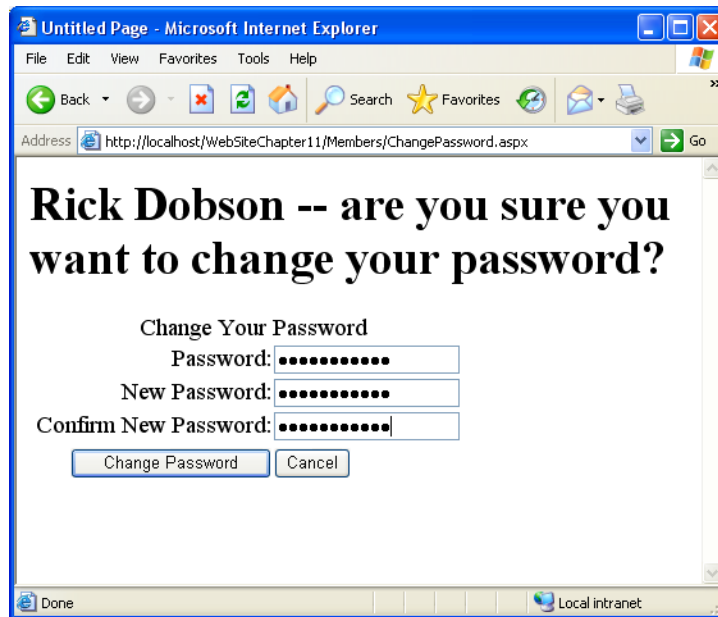 Untitled Page - Microsoft Internet Explorer
File Edit View Favorites Tools Help
Back Search Favorites
Address http://localhost/WebSiteChapter11/Members/ChangePassword.aspx Go
Rick Dobson -- are you sure you
want to change your password?
Change Your Password
Password: •••••••••••
New Password: •••••••••••
Confirm New Password: •••••••••••
Change Password Cancel
Done Local intranet